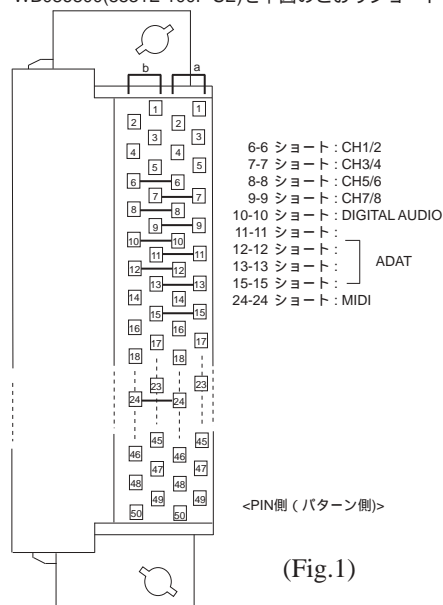 b a
1 1
2 2
3 3
4 4
5 5
6 6
7 7
8 8
9 9
10 10
11 11
12 12
13 13
14 14
15 15
16 16
17 17
18 18
23 23
24 24
45 45
46 46
47 47
48 48
49 49
50 50
6-6 ショート : CH1/2
7-7 ショート : CH3/4
8-8 ショート : CH5/6
9-9 ショート : CH7/8
10-10 ショート : DIGITAL AUDIO
11-11 ショート :
12-12 ショート :
13-13 ショート : ADAT
15-15 ショート :
24-24 ショート : MIDI
<PIN側 ( パターン側)>
(Fig.1)